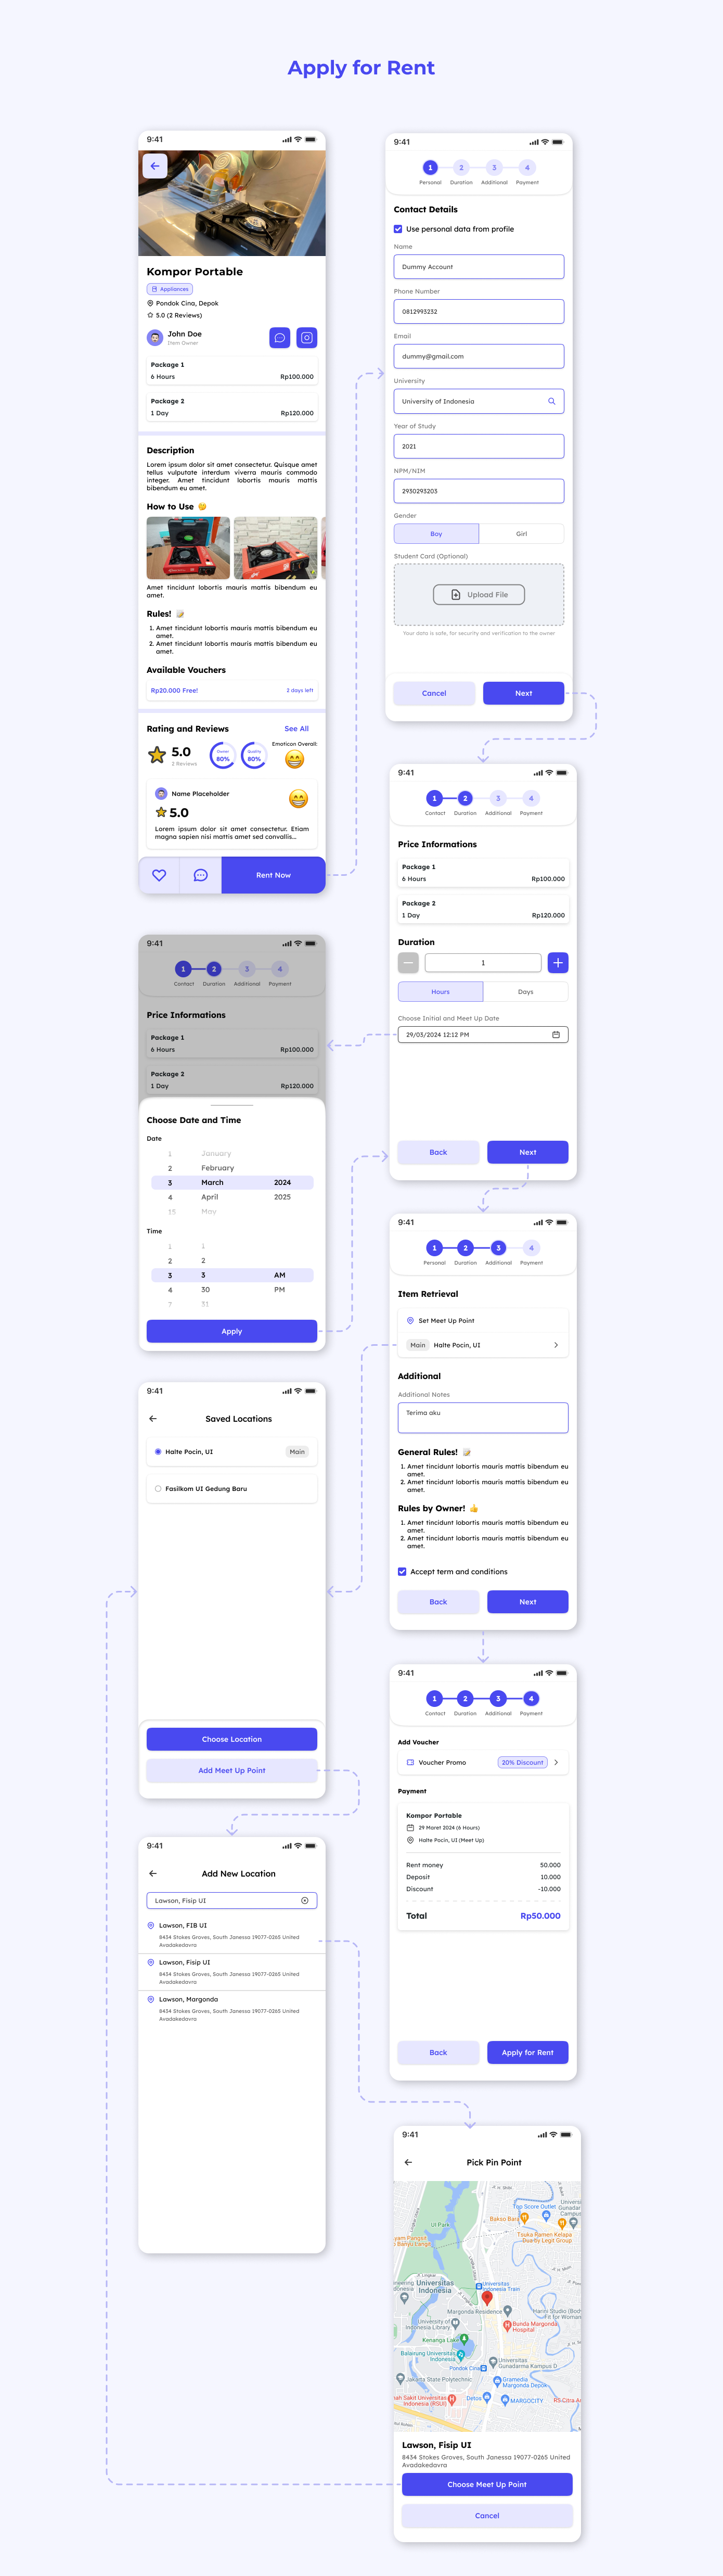 Apply for Rent
9:41
Kompor Portable
Appliances
Pondok Cina, Depok
5.0 (2 Reviews)
John Doe
Item Owner
Package 1
6 Hours Rp100.000
Package 2
1 Day Rp120.000
Description
Lorem ipsum dolor sit amet consectetur. Quisque amet
tellus vulputate interdum viverra mauris commodo
integer. Amet tincidunt lobortis mauris mattis
bibendum eu amet.
How to Use
Amet tincidunt lobortis mauris mattis bibendum eu
amet.
Rules!
1. Amet tincidunt lobortis mauris mattis bibendum eu
amet.
2. Amet tincidunt lobortis mauris mattis bibendum eu
amet.
Available Vouchers
Rp20.000 Free! 2 days left
Rating and Reviews See All
5.0
2 Reviews
Owner
80%
Quality
80%
Emoticon Overall:
Name Placeholder
5.0
Lorem ipsum dolor sit amet consectetur. Etiam
magna sapien nisi mattis amet sed convallis...
Rent Now
9:41
1 2 3 4
Personal Duration Additional Payment
Contact Details
Use personal data from profile
Name
Dummy Account
Phone Number
0812993232
Email
dummy@gmail.com
University
University of Indonesia
Year of Study
2021
NPM/NIM
2930293203
Gender
Boy Girl
Student Card (Optional)
Upload File
Your data is safe, for security and verification to the owner
Cancel Next
9:41
1 2 3 4
Contact Duration Additional Payment
Price Informations
Package 1
6 Hours Rp100.000
Package 2
1 Day Rp120.000
Duration
1
Hours Days
Choose Initial and Meet Up Date
29/03/2024 12:12 PM
Back Next
9:41
1 2 3 4
Contact Duration Additional Payment
Price Informations
Package 1
6 Hours Rp100.000
Package 2
1 Day Rp120.000
Choose Date and Time
Date
1 January
2 February
3 March 2024
4 April 2025
15 May
Time
1 1
2 2
3 3 AM
4 30 PM
31
Apply
9:41
1 2 3 4
Personal Duration Additional Payment
Item Retrieval
Set Meet Up Point
Main Halte Pocin, UI
Additional
Additional Notes
Terima aku
General Rules!
1. Amet tincidunt lobortis mauris mattis bibendum eu
amet.
2. Amet tincidunt lobortis mauris mattis bibendum eu
amet.
Rules by Owner!
1. Amet tincidunt lobortis mauris mattis bibendum eu
amet.
2. Amet tincidunt lobortis mauris mattis bibendum eu
amet.
Accept term and conditions
Back Next
9:41
Saved Locations
Halte Pocin, UI Main
Fasilkom UI Gedung Baru
Choose Location
Add Meet Up Point
9:41
1 2 3 4
Contact Duration Additional Payment
Add Voucher
Voucher Promo 20% Discount
Payment
Kompor Portable
29 Maret 2024 (6 Hours)
Halte Pocin, UI (Meet Up)
Rent money 50.000
Deposit 10.000
Discount -10.000
Total Rp50.000
Back Apply for Rent
9:41
Add New Location
Lawson, Fisip UI
Lawson, FIB UI
8434 Stokes Groves, South Janessa 19077-0265 United
Avadakedavra
Lawson, Fisip UI
8434 Stokes Groves, South Janessa 19077-0265 United
Avadakedavra
Lawson, Margonda
8434 Stokes Groves, South Janessa 19077-0265 United
Avadakedavra
9:41
Pick Pin Point
Top Score Outlet
Bakso
UI Park
Tsuka Ramen Kelapa
Dua by Legit Group
Universitas
Indonesia
Universitas
Indonesia Train
Margonda Residence
University of
Indonesia Library
Bunda Margonda
Hospital
Kenanga Lake
Balairung Universitas
Indonesia
Pondok Cina
Universitas
Gunadarma Kampus D
Jakarta State Polytechnic
Gramedia
Margonda Depok
Detos
MARGOCITY
Indonesia (RSUI)
Lawson, Fisip UI
8434 Stokes Groves, South Janessa 19077-0265 United
Avadakedavra
Choose Meet Up Point
Cancel